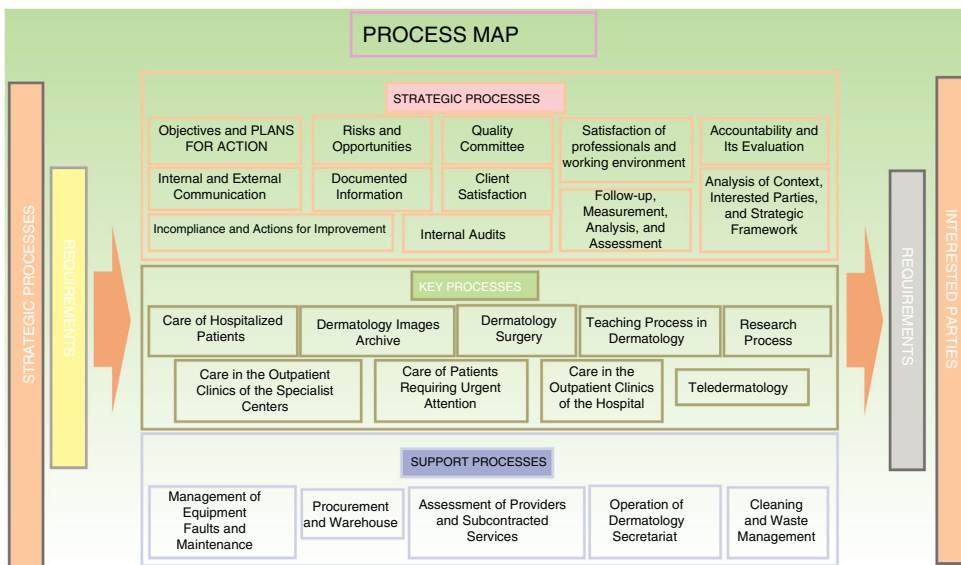 PROCESS MAP
STRATEGIC PROCESSES
REQUIREMENTS
STRATEGIC PROCESSES
Objectives and PLANS
FOR ACTION
Risks and
Opportunities
Quality
Committee
Satisfaction of
professionals and
working environment
Accountability and
Its Evaluation
Internal and External
Communication
Documented
Information
Client
Satisfaction
Follow-up,
Measurement,
Analysis, and
Assessment
Analysis of Context,
Interested Parties,
and Strategic
Framework
Incompliance and Actions for Improvement
Internal Audits
KEY PROCESSES
Care of Hospitalized
Patients
Dermatology Images
Archive
Dermatology
Surgery
Teaching Process in
Dermatology
Research
Process
Care in the Outpatient
Clinics of the Specialist
Centers
Care of Patients
Requiring Urgent
Attention
Care in the
Outpatient Clinics
of the Hospital
Teledermatology
SUPPORT PROCESSES
Management of
Equipment
Faults and
Maintenance
Procurement
and Warehouse
Assessment of Providers
and Subcontracted
Services
Operation of
Dermatology
Secretariat
Cleaning
and Waste
Management
REQUIREMENTS
INTERESTED PARTIES